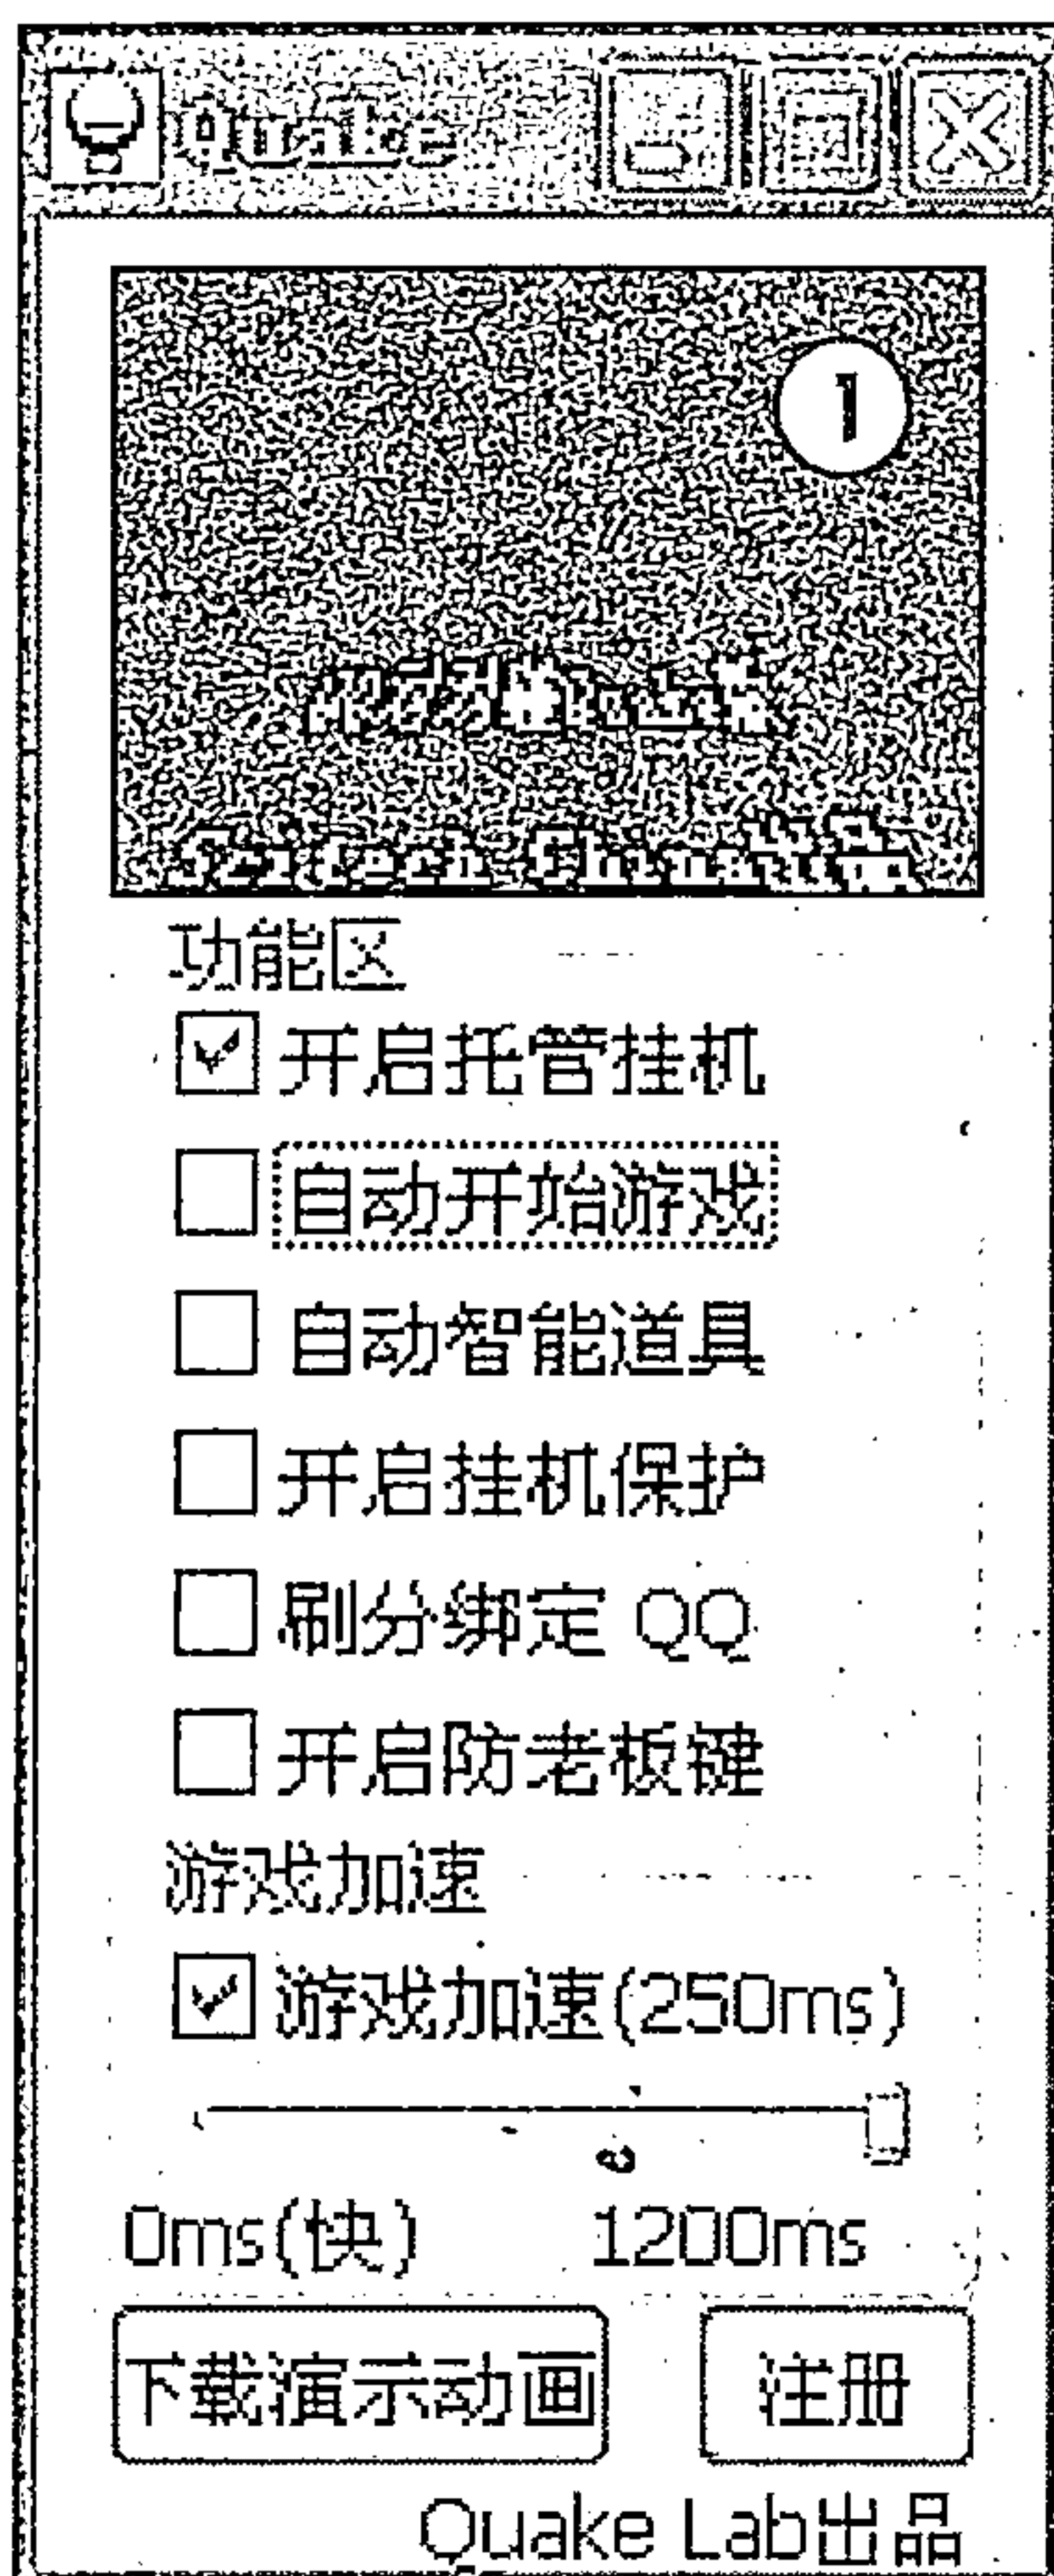 Quake
1
功能区
开启托管挂机
自动开始游戏
自动智能道具
开启挂机保护
刷分绑定 QQ
开启防老板键
游戏加速
游戏加速(250ms)
0ms(快) 1200ms
下载演示动画 注册
Quake Lab出品